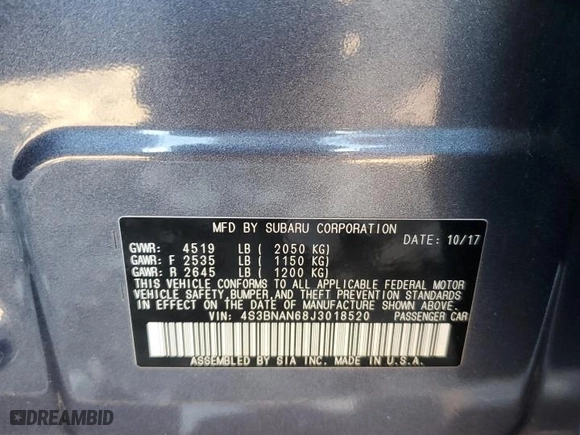 MFD BY SUBARU CORPORATION
DATE: 10/17
GVWR: 4519 LB ( 2050 KG)
GAWR: F 2535 LB ( 1150 KG)
GAWR: R 2645 LB ( 1200 KG)
THIS VEHICLE CONFORMS TO ALL APPLICABLE FEDERAL MOTOR
VEHICLE SAFETY,BUMPER,AND THEFT PREVENTION STANDARDS
IN EFFECT ON THE DATE OF MANUFACTURE SHOWN ABOVE.
VIN: 4S3BNAN68J3018520 PASSENGER CAR
ASSEMBLED BY SIA INC. MADE IN U.S.A.
DREAMBID